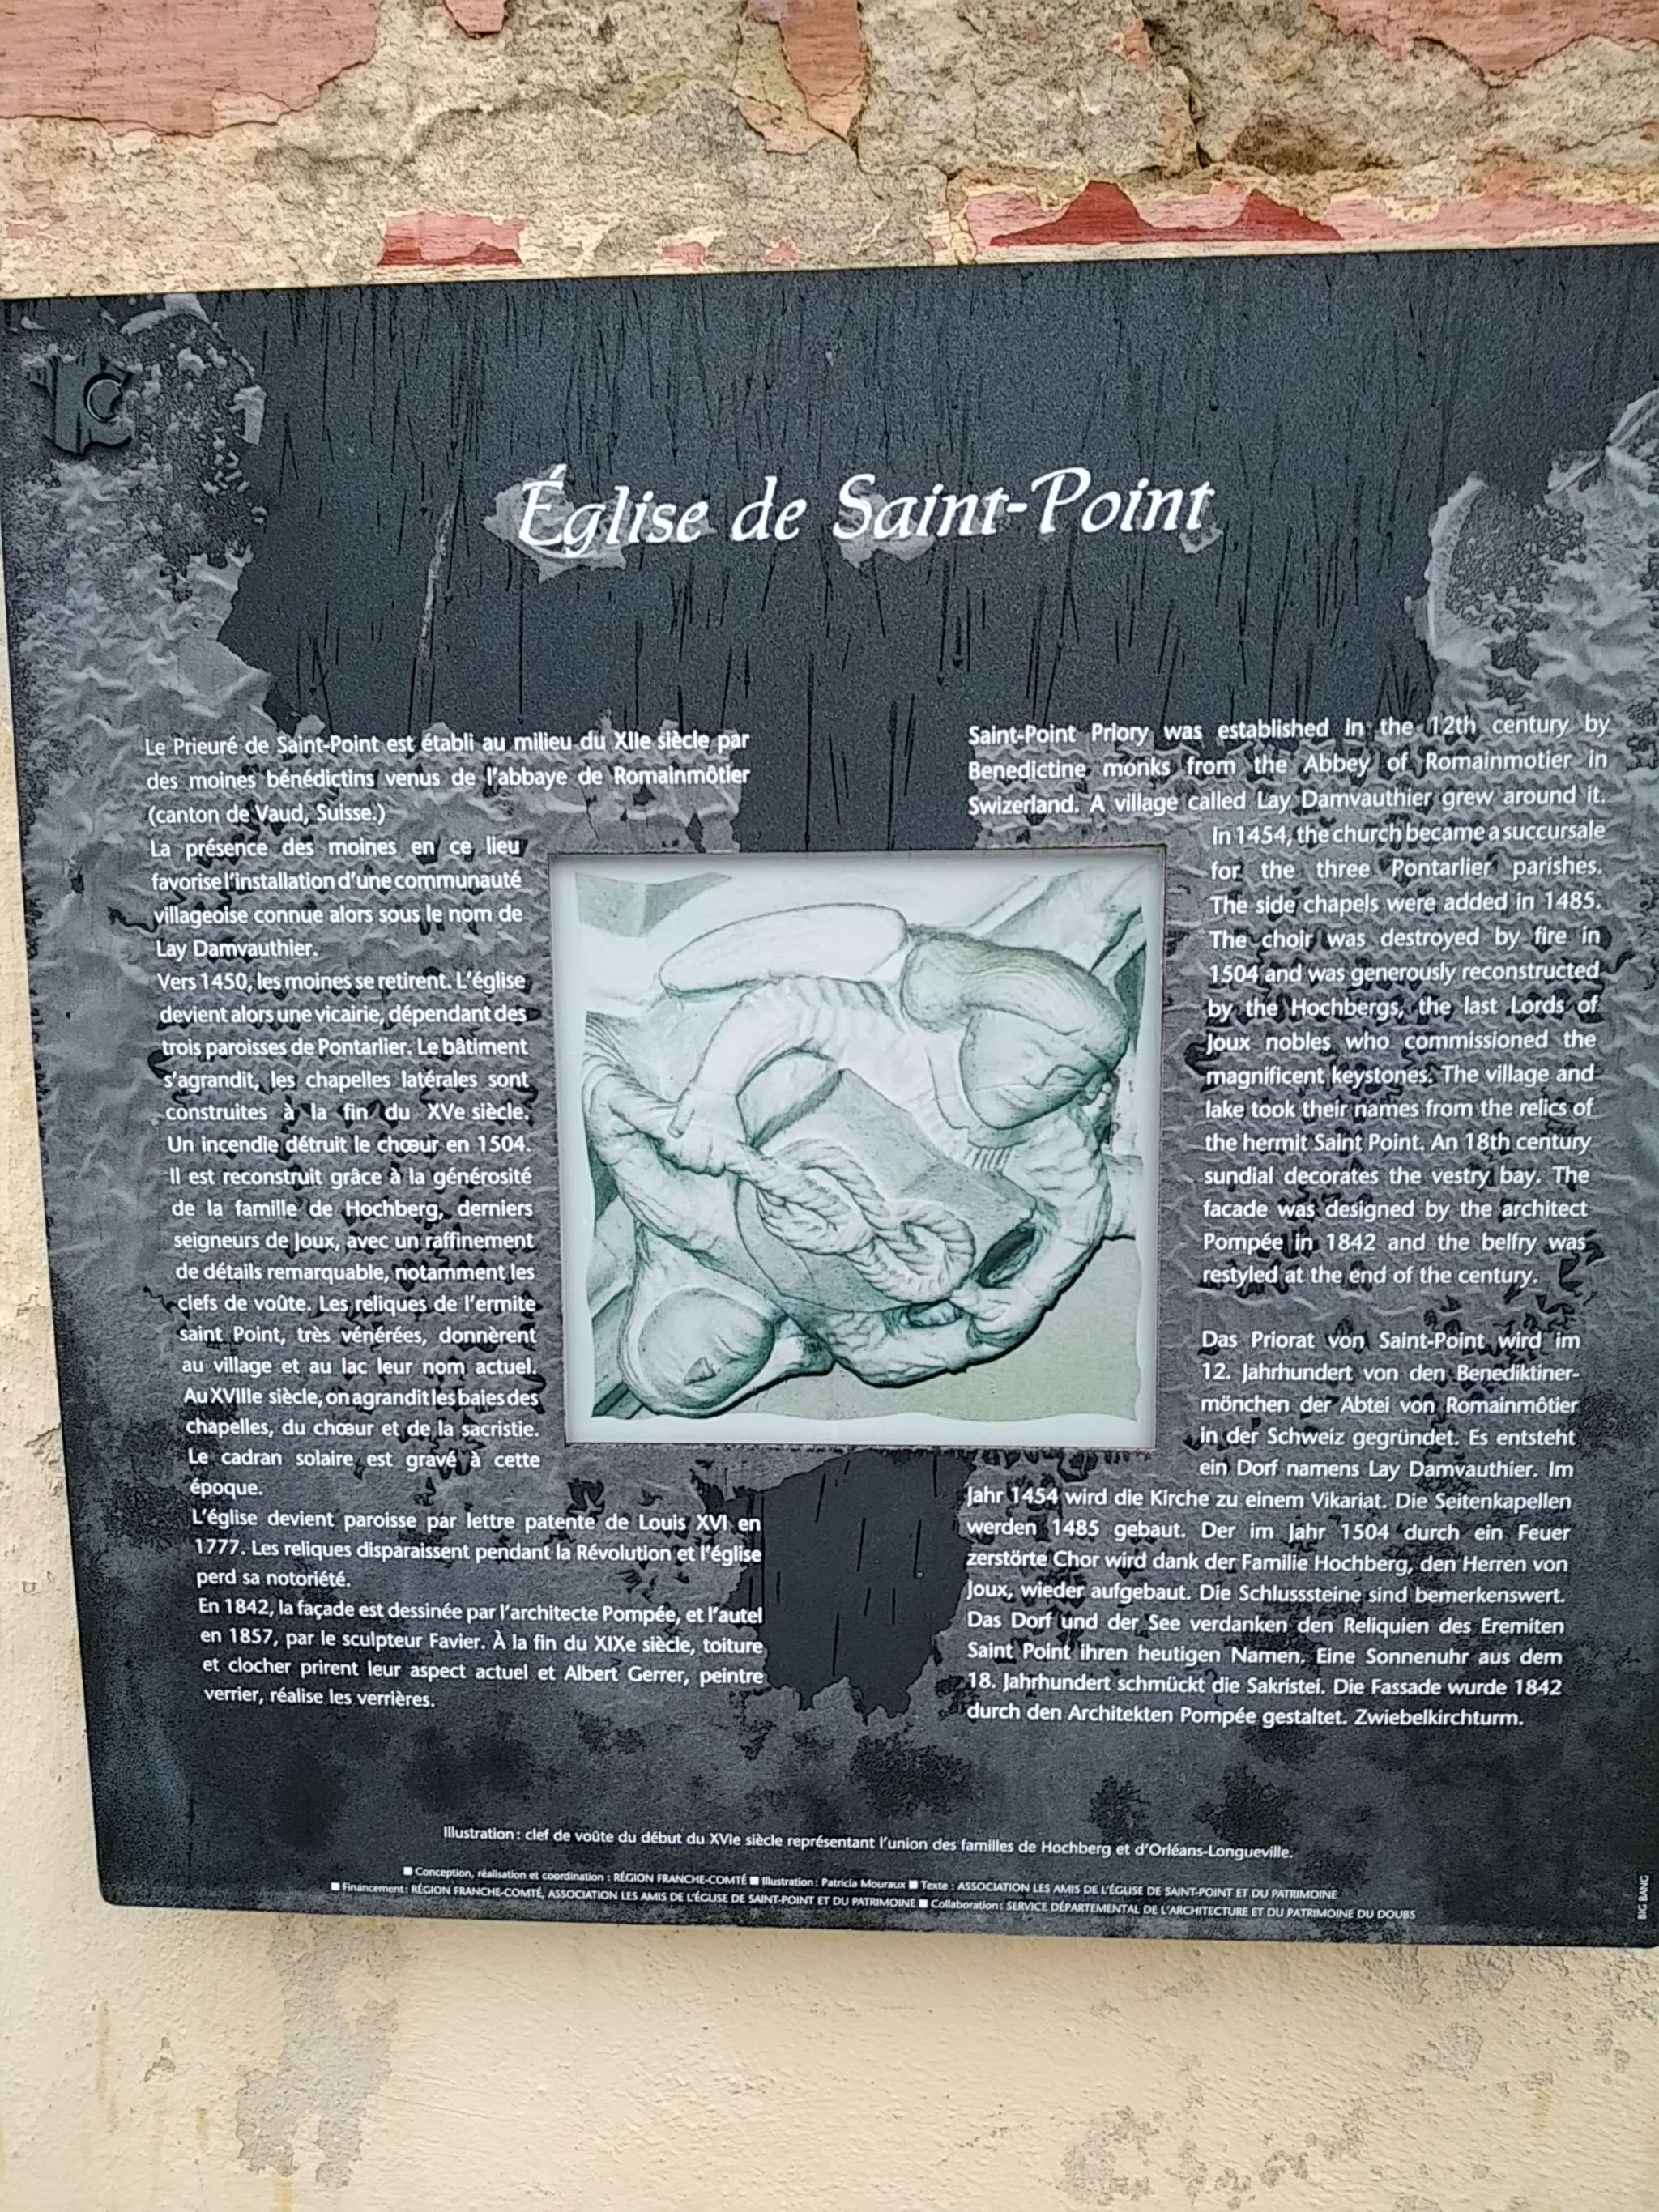 Église de Saint-Point
Le Prieuré de Saint-Point est établi au milieu du XIIe siècle par
des moines bénédictins venus de l'abbaye de Romainmôtier
(canton de Vaud, Suisse.)
La présence des moines en ce lieu
favorise l'installation d'une communauté
villageoise connue alors sous le nom de
Lay Damvauthier.
Vers 1450, les moines se retirent. L'église
devient alors une vicairie, dépendant des
trois paroisses de Pontarlier. Le bâtiment
s'agrandit, les chapelles latérales sont
construites à la fin du XVe siècle.
Un incendie détruit le chœur en 1504.
Il est reconstruit grâce à la générosité
de la famille de Hochberg, derniers
seigneurs de Joux, avec un raffinement
de détails remarquable, notamment les
clefs de voûte. Les reliques de l'ermite
saint Point, très vénérées, donnèrent
au village et au lac leur nom actuel.
Au XVIIIe siècle, on agrandit les baies des
chapelles, du chœur et de la sacristie.
Le cadran solaire est gravé à cette
époque.
L'église devient paroisse par lettre patente de Louis XVI en
1777. Les reliques disparaissent pendant la Révolution et l'église
perd sa notoriété.
En 1842, la façade est dessinée par l'architecte Pompée, et l'autel
en 1857, par le sculpteur Favier. À la fin du XIXe siècle, toiture
et clocher prirent leur aspect actuel et Albert Gerrer, peintre
verrier, réalise les verrières.
Saint-Point Priory was established in the 12th century by
Benedictine monks from the Abbey of Romainmotier in
Swizerland. A village called Lay Damvauthier grew around it.
In 1454, the church became a succursale
for the three Pontarlier parishes.
The side chapels were added in 1485.
The choir was destroyed by fire in
1504 and was generously reconstructed
by the Hochbergs, the last Lords of
Joux nobles who commissioned the
magnificent keystones. The village and
lake took their names from the relics of
the hermit Saint Point. An 18th century
sundial decorates the vestry bay. The
facade was designed by the architect
Pompée in 1842 and the belfry was
restyled at the end of the century.
Das Priorat von Saint-Point wird im
12. Jahrhundert von den Benediktiner-
mönchen der Abtei von Romainmôtier
in der Schweiz gegründet. Es entsteht
ein Dorf namens Lay Damvauthier. Im
Jahr 1454 wird die Kirche zu einem Vikariat. Die Seitenkapellen
werden 1485 gebaut. Der im Jahr 1504 durch ein Feuer
zerstörte Chor wird dank der Familie Hochberg, den Herren von
Joux, wieder aufgebaut. Die Schlusssteine sind bemerkenswert.
Das Dorf und der See verdanken den Reliquien des Eremiten
Saint Point ihren heutigen Namen. Eine Sonnenuhr aus dem
18. Jahrhundert schmückt die Sakristei. Die Fassade wurde 1842
durch den Architekten Pompée gestaltet. Zwiebelkirchturm.
Illustration : clef de voûte du début du XVIe siècle représentant l'union des familles de Hochberg et d'Orléans-Longueville.
■ Conception, réalisation et coordination : RÉGION FRANCHE-COMTÉ ■ Illustration : Patricia Mouraux ■ Texte : ASSOCIATION LES AMIS DE L'ÉGLISE DE SAINT-POINT ET DU PATRIMOINE
■ Financement : RÉGION FRANCHE-COMTÉ, ASSOCIATION LES AMIS DE L'ÉGLISE DE SAINT-POINT ET DU PATRIMOINE ■ Collaboration : SERVICE DÉPARTEMENTAL DE L'ARCHITECTURE ET DU PATRIMOINE DU DOUBS
BIG BANG